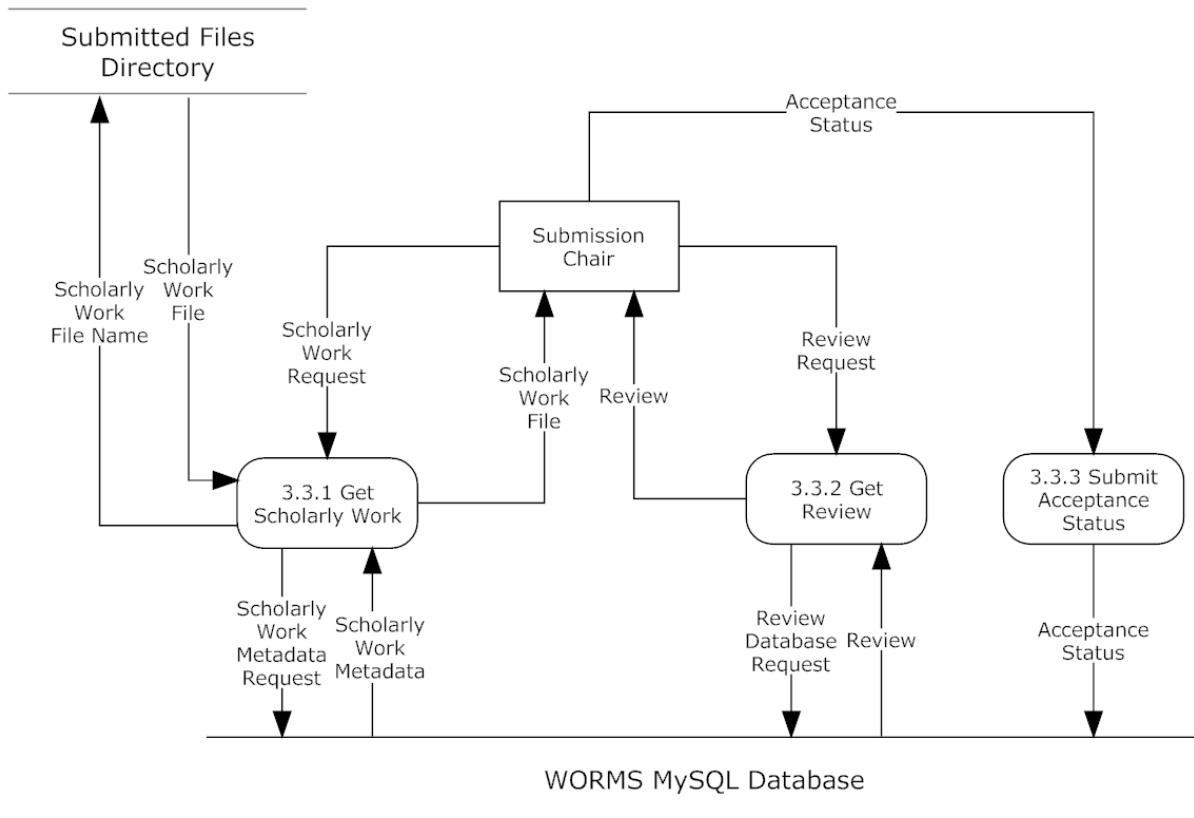 Submitted Files
Directory
Acceptance
Status
Submission
Chair
Scholarly
Work
File Name
Scholarly
Work
File
Scholarly
Work
Request
Scholarly
Work
File
Review
Review
Request
3.3.1 Get
Scholarly Work
3.3.2 Get
Review
3.3.3 Submit
Acceptance
Status
Scholarly
Work
Metadata
Request
Scholarly
Work
Metadata
Review
Database
Request
Review
Acceptance
Status
WORMS MySQL Database